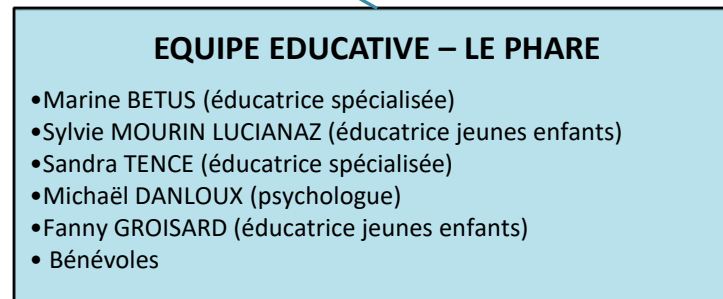 EQUIPE EDUCATIVE – LE PHARE
•Marine BETUS (éducatrice spécialisée)
•Sylvie MOURIN LUCIANAZ (éducatrice jeunes enfants)
•Sandra TENCE (éducatrice spécialisée)
•Michaël DANLOUX (psychologue)
•Fanny GROISARD (éducatrice jeunes enfants)
• Bénévoles